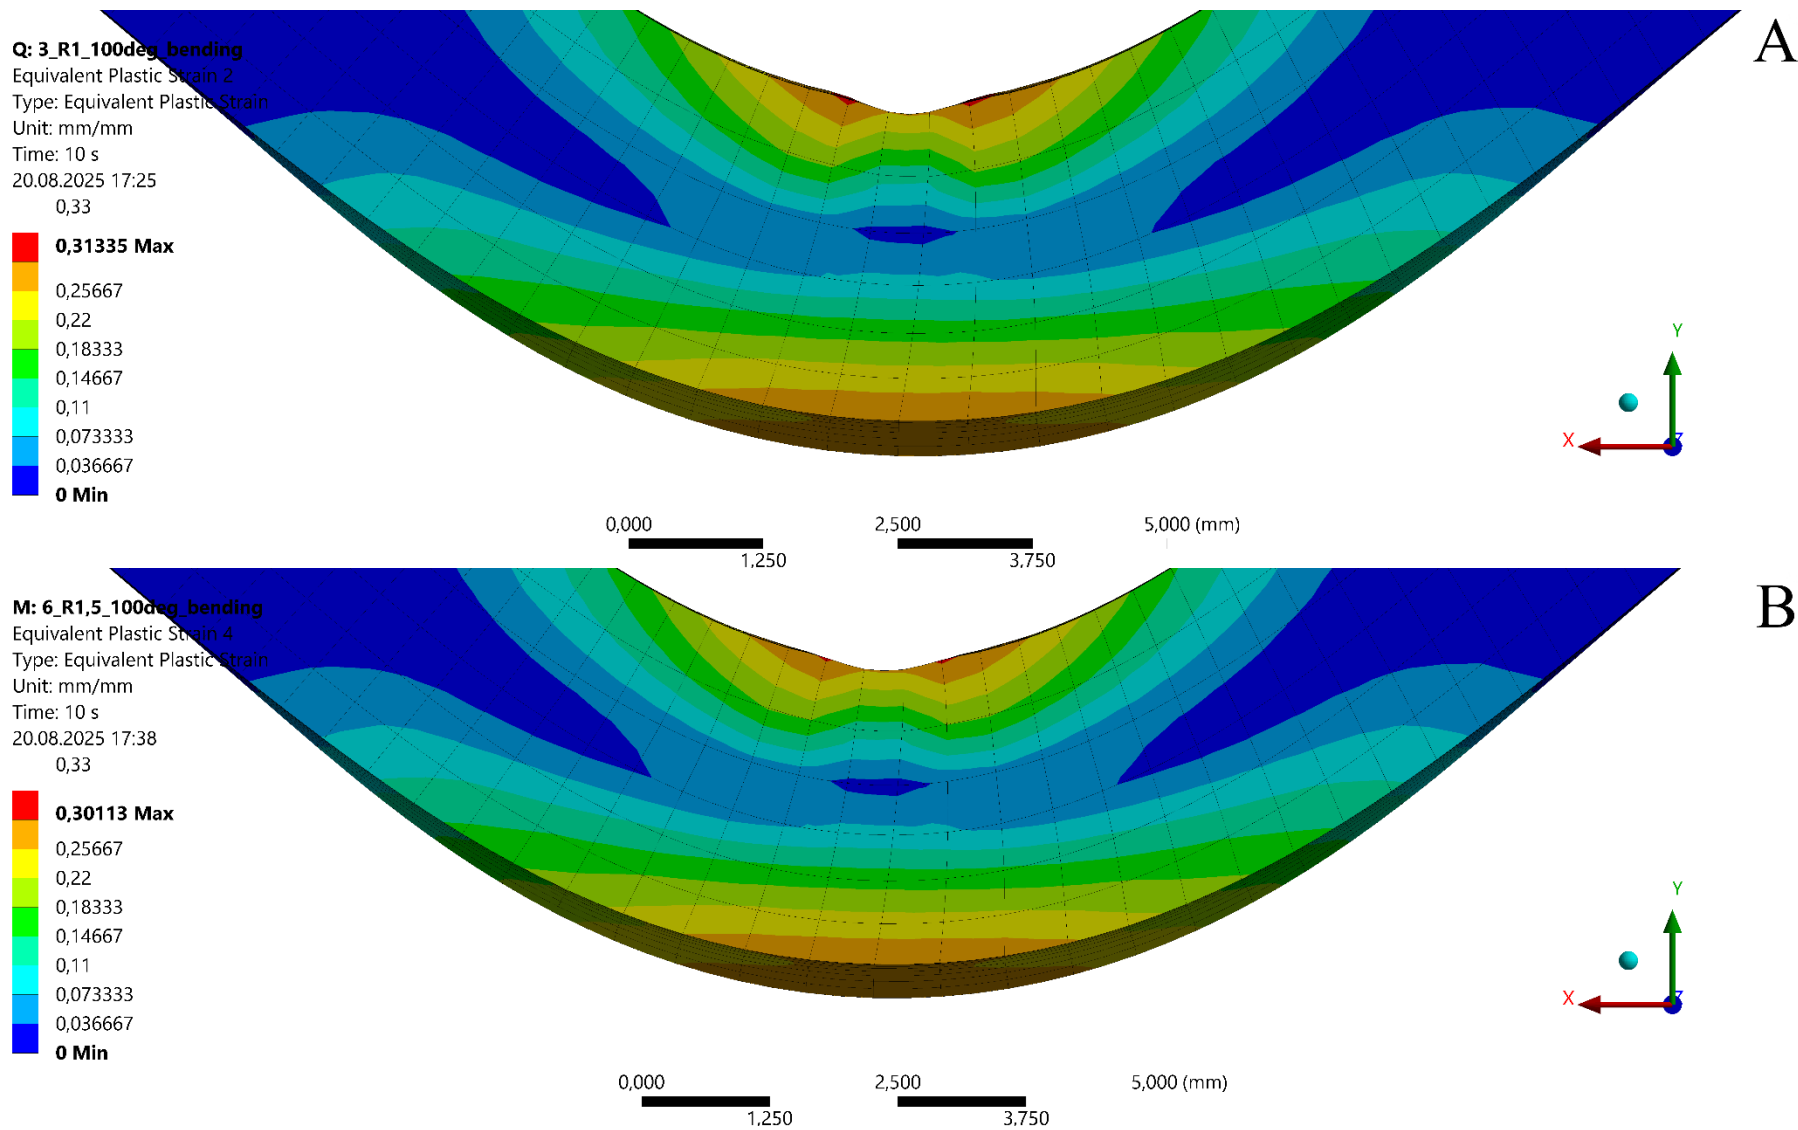 A
Q: 3_R1_100deg_bending
Equivalent Plastic Strain 2
Type: Equivalent Plastic Strain
Unit: mm/mm
Time: 10 s
20.08.2025 17:25
0,33
0,31335 Max
0,25667
0,22
0,18333
0,14667
0,11
0,073333
0,036667
0 Min
Y
X
Z
0,000 2,500 5,000 (mm)
1,250 3,750
B
M: 6_R1,5_100deg_bending
Equivalent Plastic Strain 4
Type: Equivalent Plastic Strain
Unit: mm/mm
Time: 10 s
20.08.2025 17:38
0,33
0,30113 Max
0,25667
0,22
0,18333
0,14667
0,11
0,073333
0,036667
0 Min
Y
X
Z
0,000 2,500 5,000 (mm)
1,250 3,750